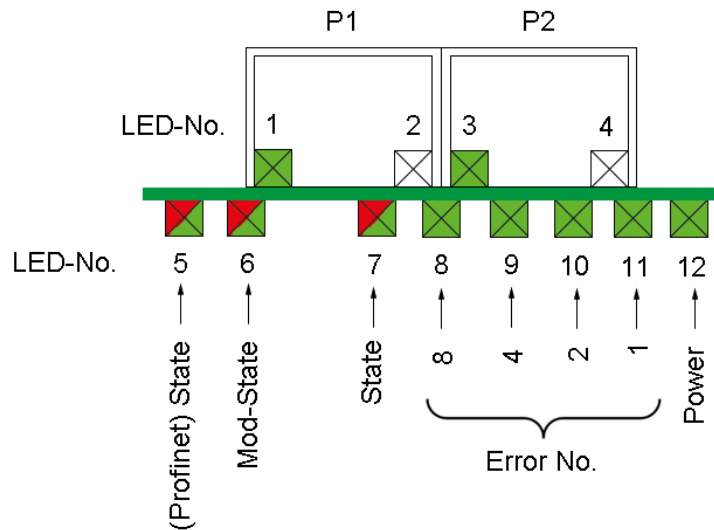 P1 P2
LED-No. 1 2 3 4
LED-No. 5 6 7 8 9 10 11 12
(Profinet) State
Mod-State
State
8 4 2 1
Power
Error No.